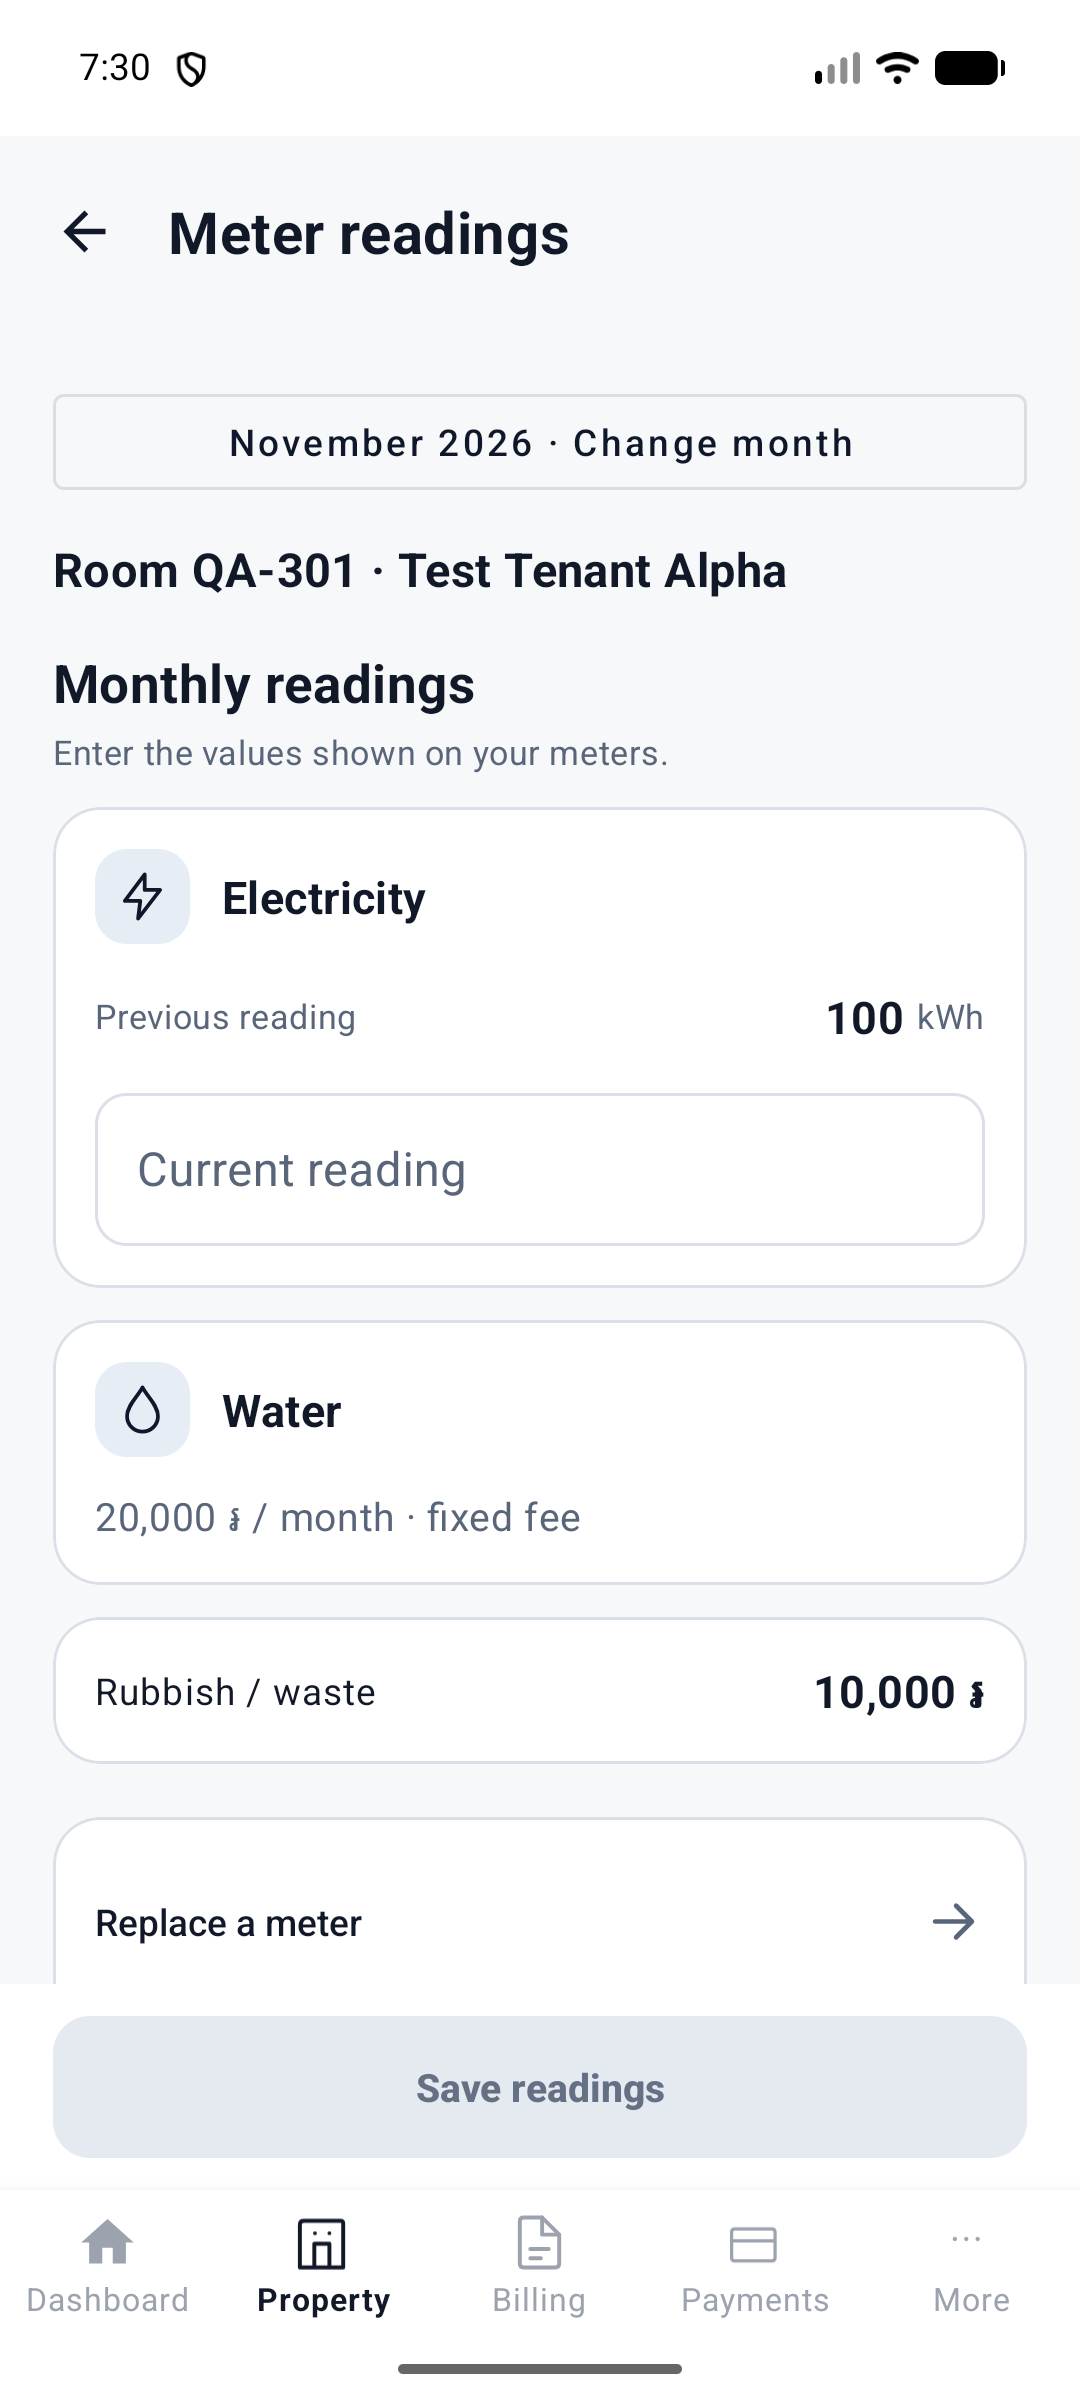 7:30
Meter readings
November 2026 · Change month
Room QA-301 · Test Tenant Alpha
Monthly readings
Enter the values shown on your meters.
Electricity
Previous reading 100 kWh
Current reading
Water
20,000 ៛ / month · fixed fee
Rubbish / waste 10,000 ៛
Replace a meter
Save readings
Dashboard Property Billing Payments More